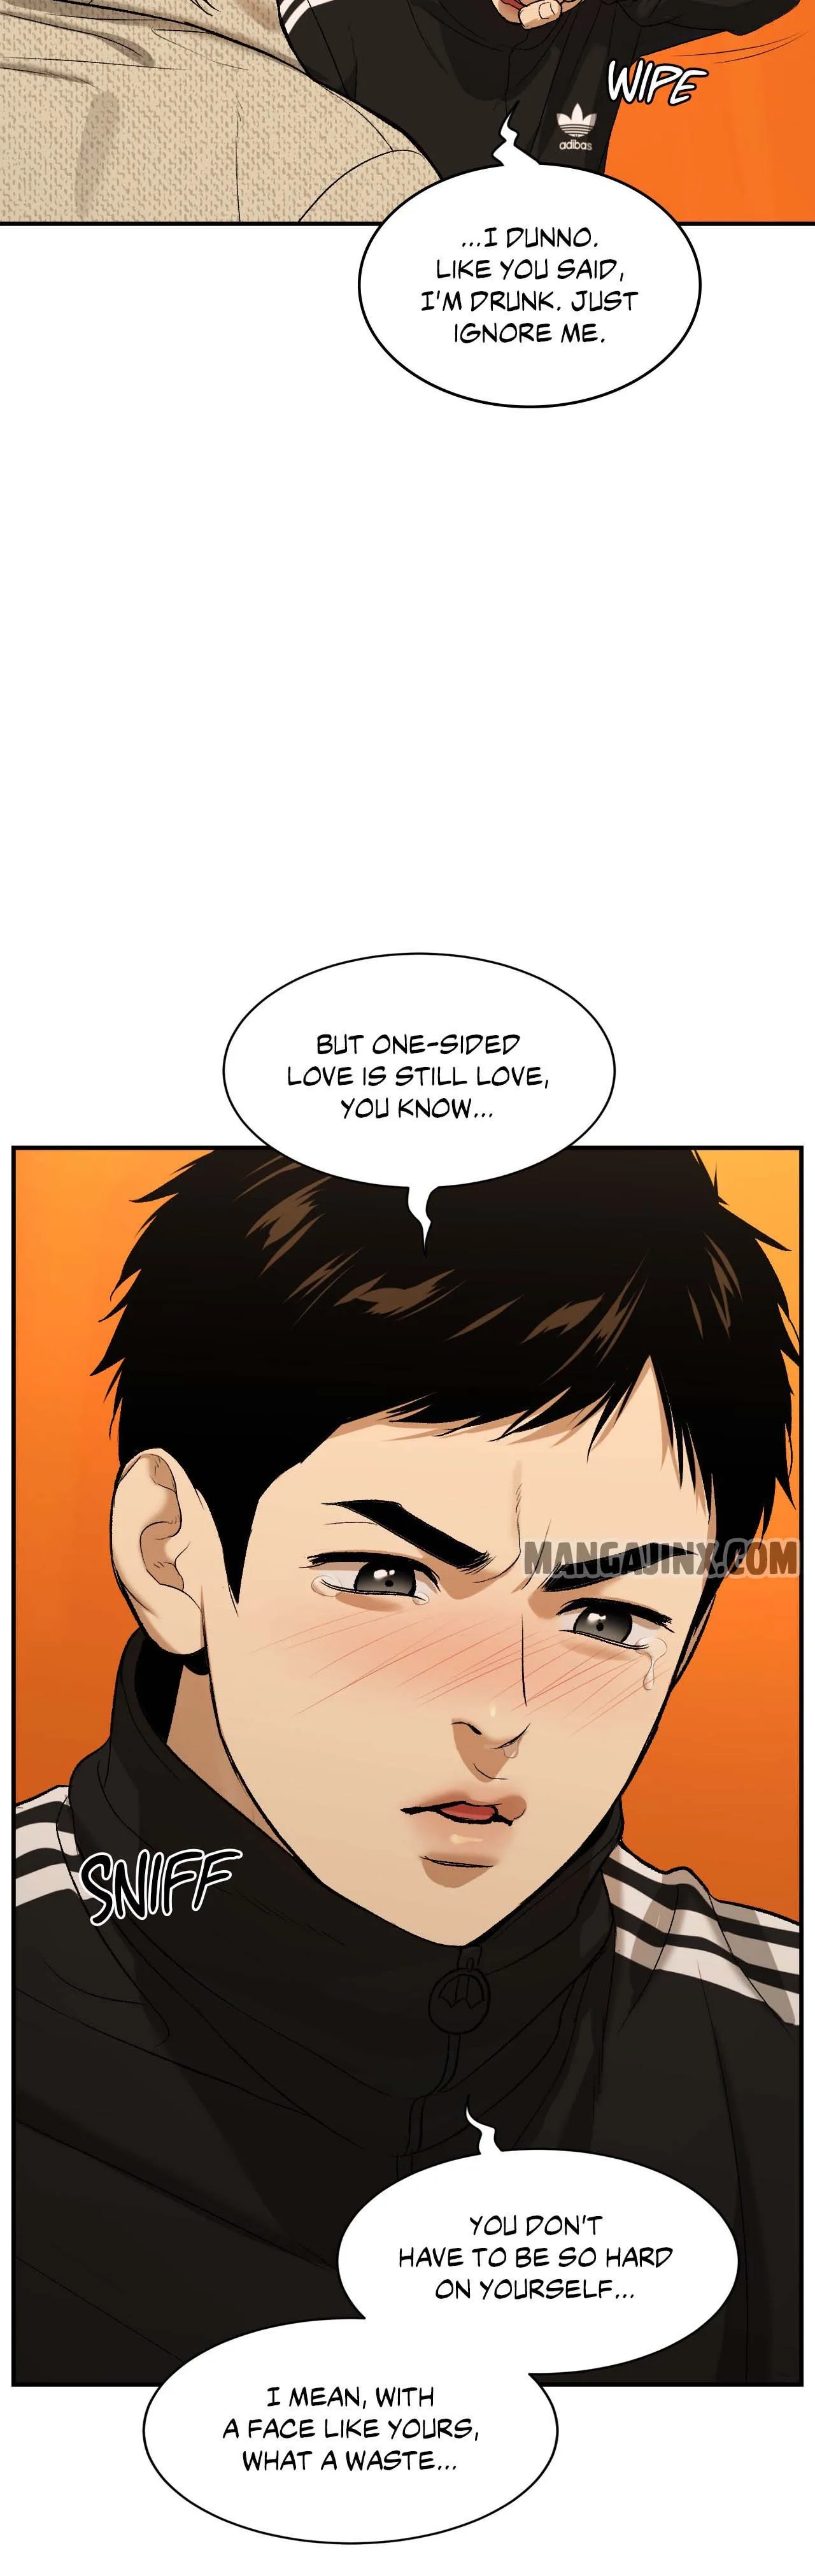 WIPE
adibas
...I DUNNO.
LIKE YOU SAID,
I'M DRUNK. JUST
IGNORE ME.
BUT ONE-SIDED
LOVE IS STILL LOVE,
YOU KNOW...
MANGAJINX.COM
SNIFF
YOU DON'T
HAVE TO BE SO HARD
ON YOURSELF...
I MEAN, WITH
A FACE LIKE YOURS,
WHAT A WASTE...